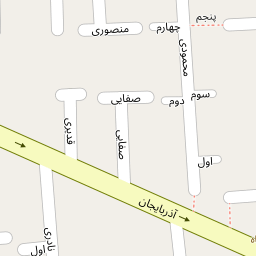 پنجم
چهارم
منصوری
محمودی
سوم
دوم
صفایی
صفایی
قدیری
اول
آذربایجان
نادری
اول